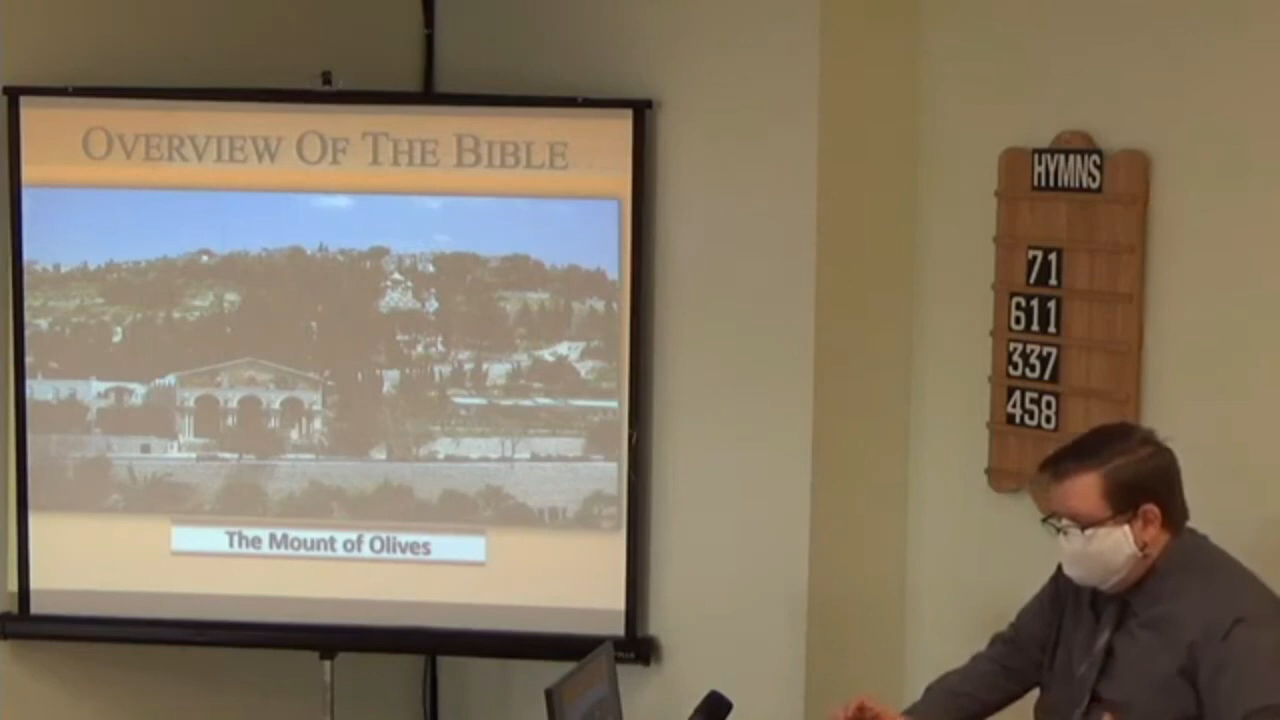 OVERVIEW OF THE BIBLE
The Mount of Olives
HYMNS
71
611
337
458